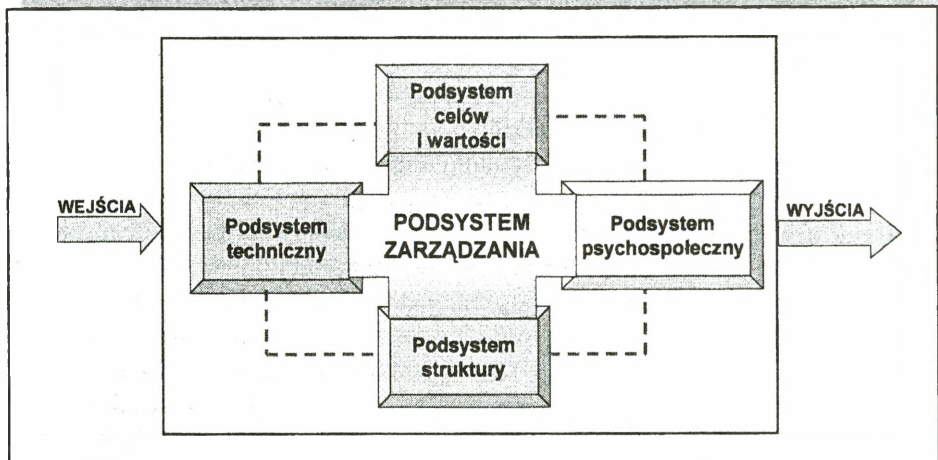 Podsystem
celów
i wartości
WEJŚCIA
Podsystem
techniczny
PODSYSTEM
ZARZĄDZANIA
Podsystem
psychospołeczny
WYJŚCIA
Podsystem
struktury